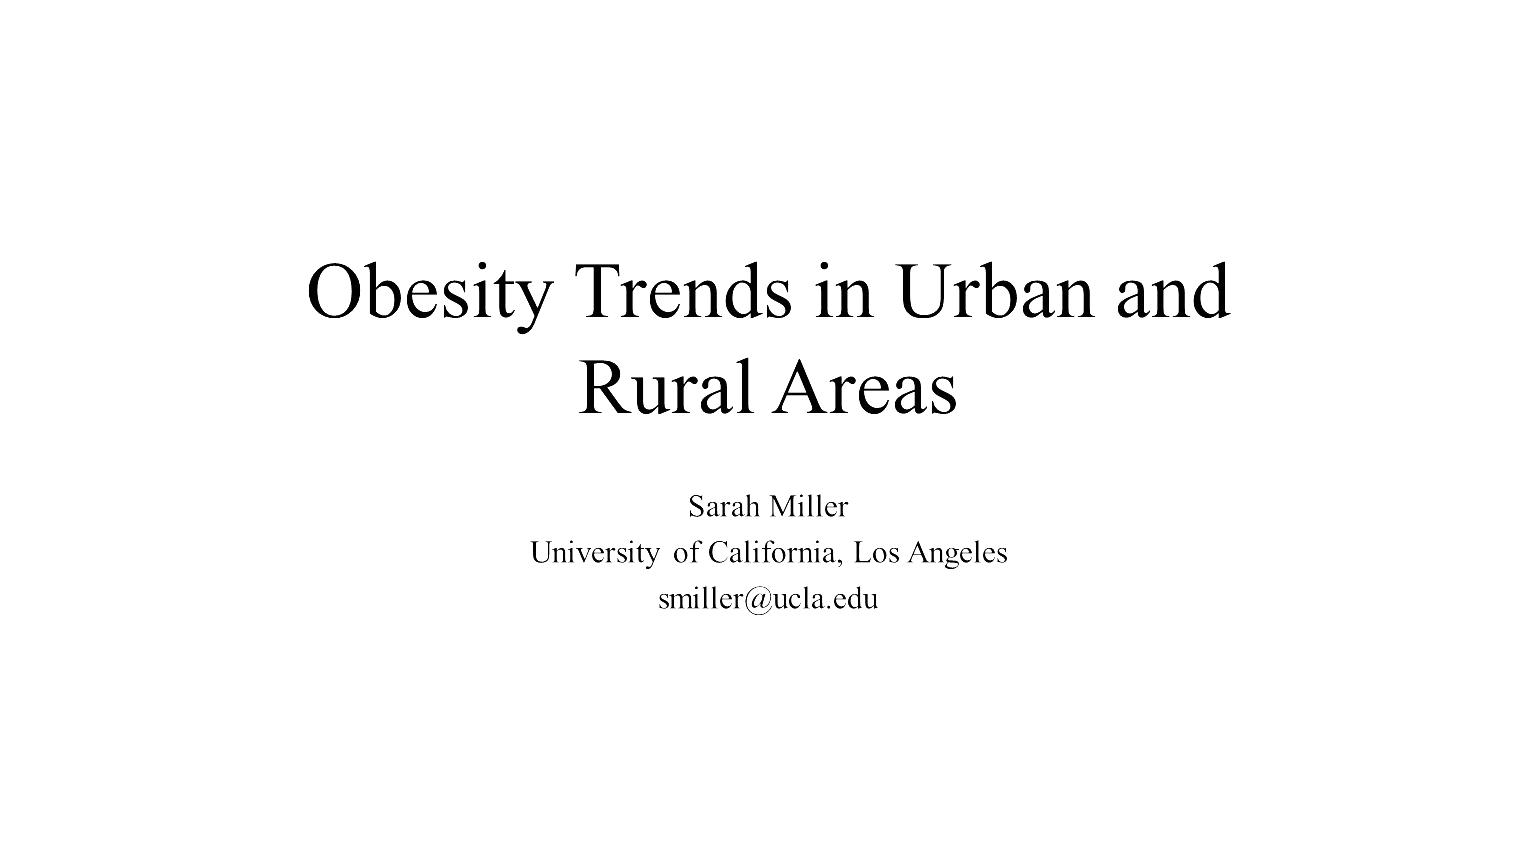 Obesity Trends in Urban and
Rural Areas
Sarah Miller
University of California, Los Angeles
smiller@ucla.edu